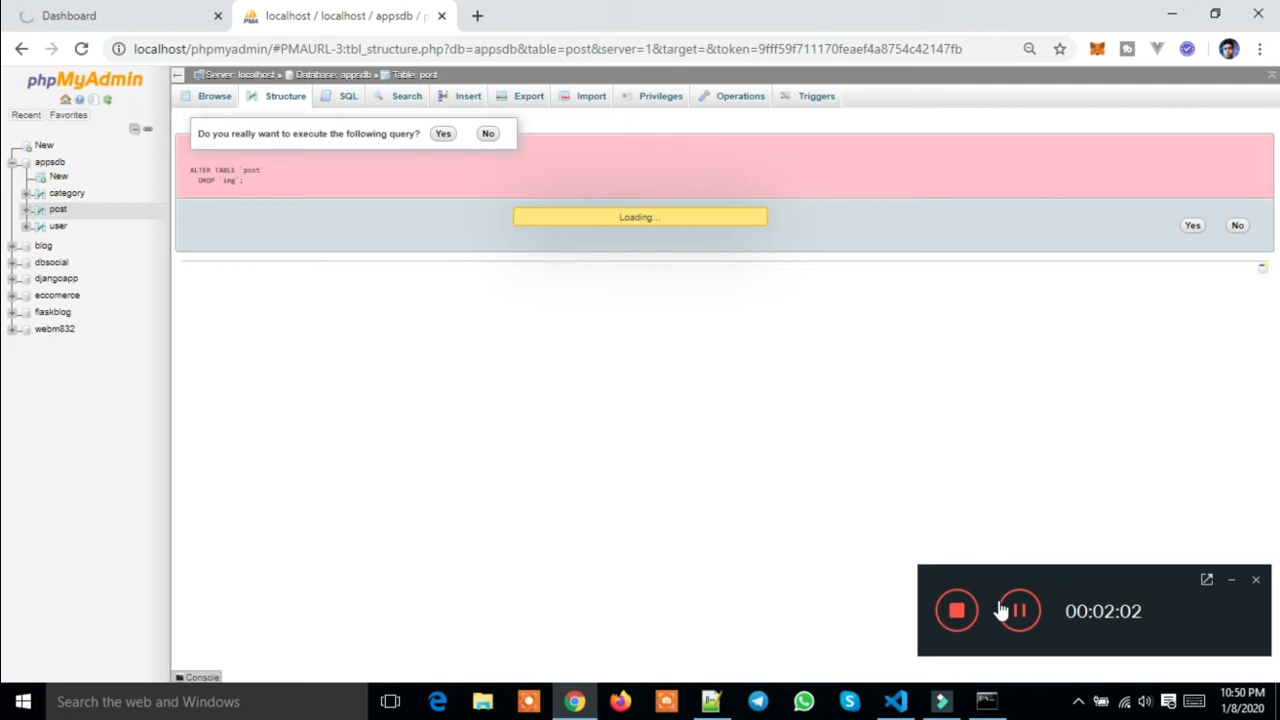 Dashboard
localhost / localhost / appsdb / p
localhost/phpmyadmin/#PMAURL-3:tbl_structure.php?db=appsdb&table=post&server=1&target=&token=9fff59f711170feaef4a8754c42147fb
phpMyAdmin
Recent Favorites
New
appsdb
New
category
post
user
blog
dbsocial
djangoapp
eccomerce
flaskblog
webm832
Server: localhost » Database: appsdb » Table: post
Browse Structure SQL Search Insert Export Import Privileges Operations Triggers
Do you really want to execute the following query? Yes No
ALTER TABLE `post`
DROP `img`;
Loading...
Yes No
00:02:02
Console
Search the web and Windows
10:50 PM
1/8/2020